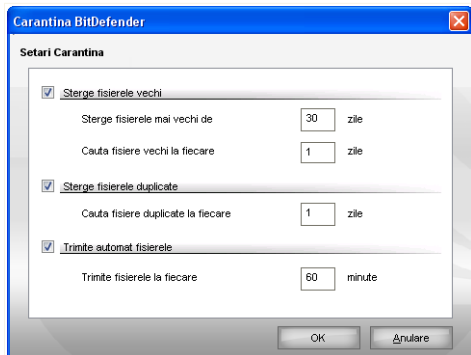 Carantina BitDefender
Setari Carantina
Sterge fisierele vechi
Sterge fisierele mai vechi de 30 zile
Cauta fisiere vechi la fiecare 1 zile
Sterge fisierele duplicate
Cauta fisiere duplicate la fiecare 1 zile
Trimite automat fisierele
Trimite fisierele la fiecare 60 minute
OK Anulare